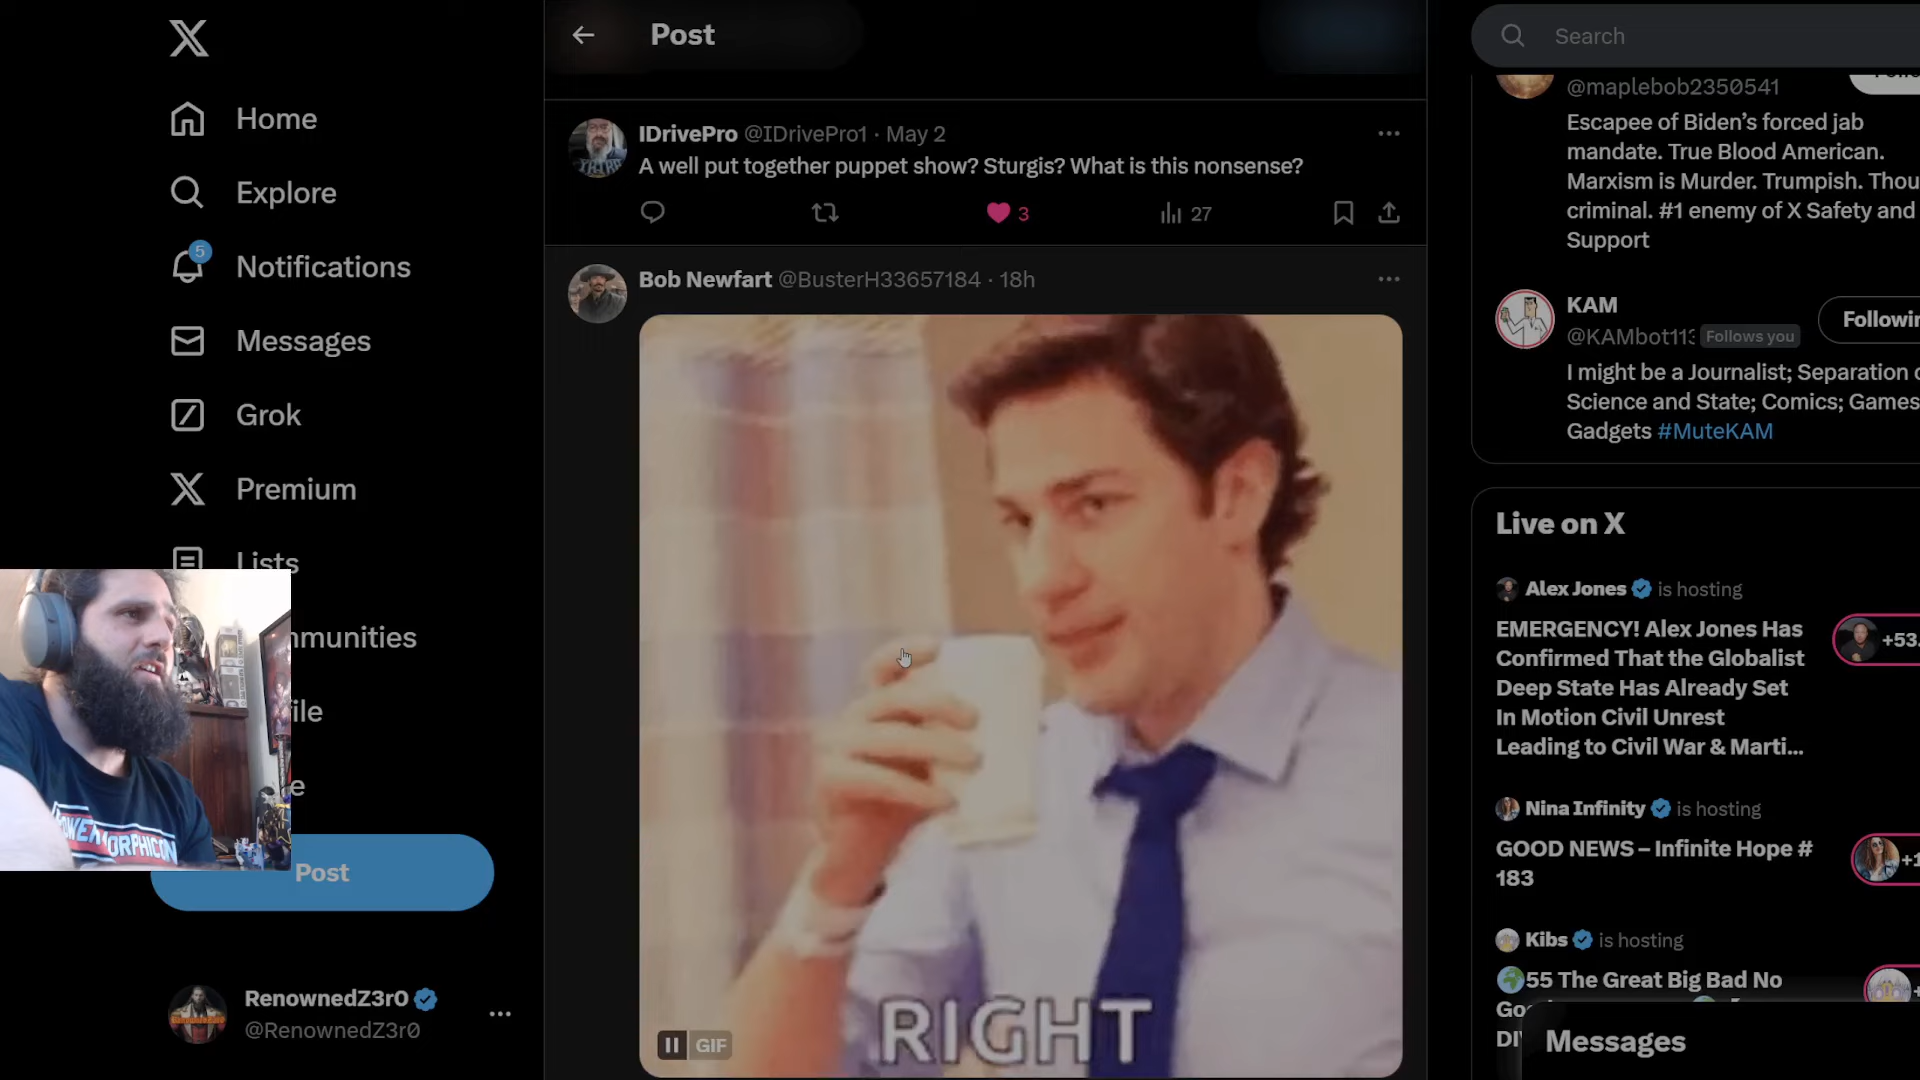 Home
Explore
5
Notifications
Messages
Grok
Premium
Lists
mmunities
file
e
Post
RenownedZ3r0
@RenownedZ3r0
Post
IDrivePro @IDrivePro1 · May 2
A well put together puppet show? Sturgis? What is this nonsense?
3
27
Bob Newfart @BusterH33657184 · 18h
RIGHT
GIF
Search
@maplebob2350541
Escapee of Biden's forced jab
mandate. True Blood American.
Marxism is Murder. Trumpish. Thou
criminal. #1 enemy of X Safety and
Support
KAM
Followin
@KAMbot113 Follows you
I might be a Journalist; Separation o
Science and State; Comics; Games
Gadgets #MuteKAM
Live on X
Alex Jones is hosting
EMERGENCY! Alex Jones Has
Confirmed That the Globalist
Deep State Has Already Set
In Motion Civil Unrest
Leading to Civil War & Marti...
+53.
Nina Infinity is hosting
GOOD NEWS – Infinite Hope #
183
+1
Kibs is hosting
55 The Great Big Bad No
Go
DI
Messages